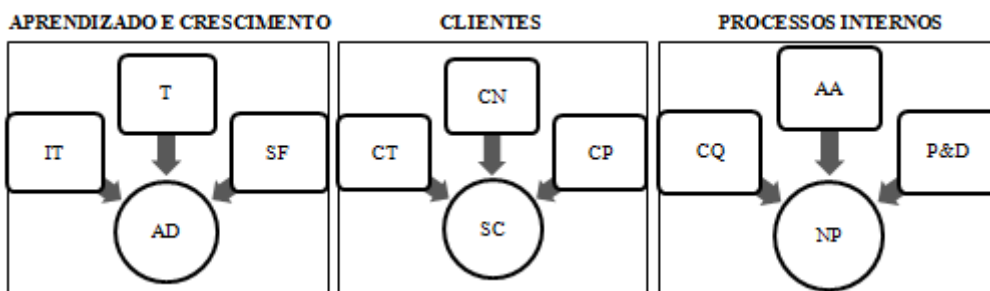 APRENDIZADO E CRESCIMENTO
CLIENTES
PROCESSOS INTERNOS
T
IT
SF
AD
CN
CT
CP
SC
AA
CQ
P&D
NP